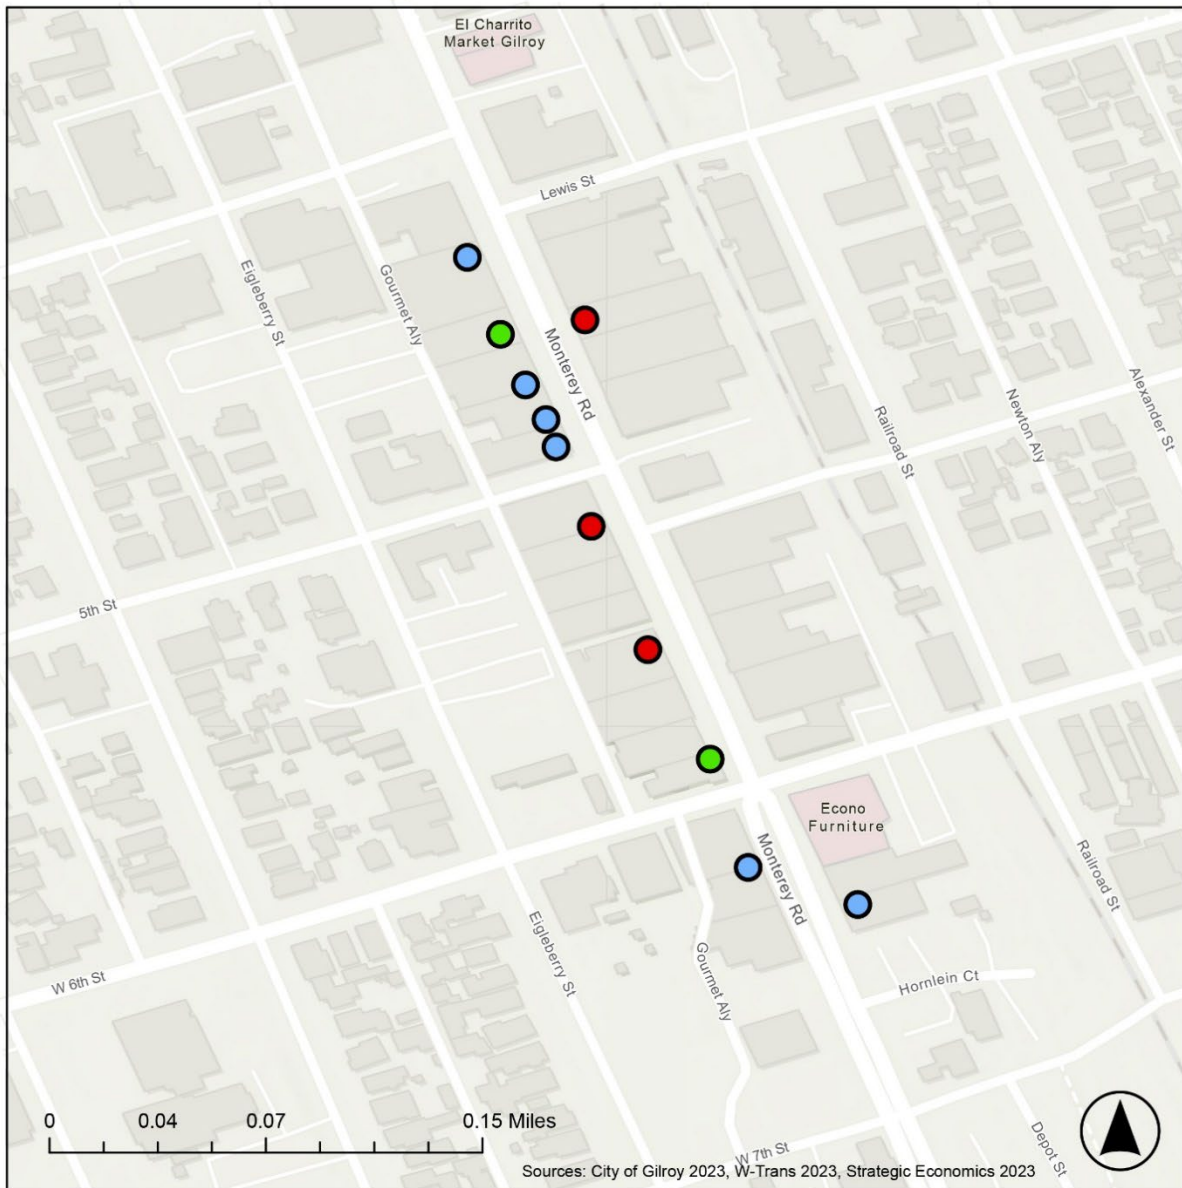 El Charrito
Market Gilroy
Lewis St
Eigleberry St
Gourmet Aly
Monterey Rd
Alexander St
Newton Aly
Railroad St
5th St
Econo
Furniture
Monterey Rd
Railroad St
Eigleberry St
Gourmet Aly
W 6th St
Hornlein Ct
0 0.04 0.07 0.15 Miles
Depot St
W 7th St
Sources: City of Gilroy 2023, W-Trans 2023, Strategic Economics 2023